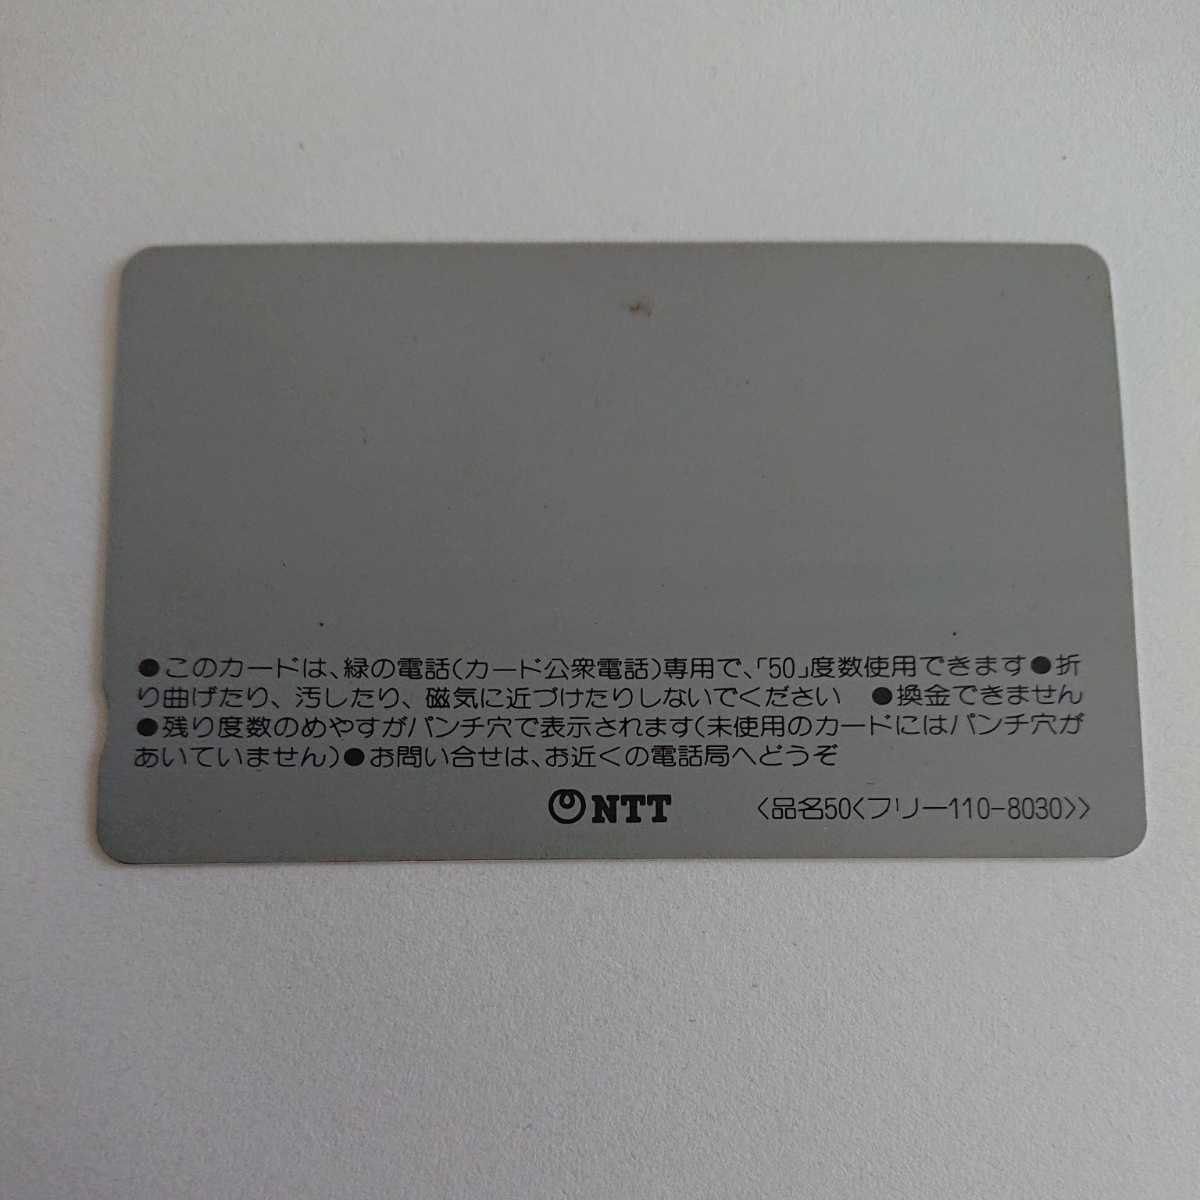 ●このカードは、緑の電話(カード公衆電話)専用で、「50」度数使用できます●折
り曲げたり、汚したり、磁気に近づけたりしないでください　●換金できません
●残り度数のめやすがパンチ穴で表示されます(未使用のカードにはパンチ穴が
あいていません)●お問い合せは、お近くの電話局へどうぞ
NTT　〈品名50〈フリー110-8030〉〉